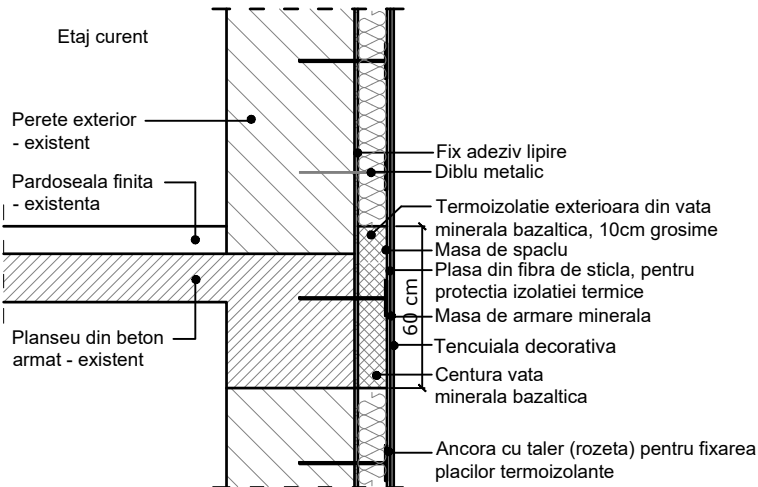 Etaj curent
Perete exterior
- existent
Pardoseala finita
- existenta
Planseu din beton
armat - existent
Fix adeziv lipire
Diblu metalic
Termoizolatie exterioara din vata
minerala bazaltica, 10cm grosime
Masa de spaclu
Plasa din fibra de sticla, pentru
protectia izolatiei termice
60 cm
Masa de armare minerala
Tencuiala decorativa
Centura vata
minerala bazaltica
Ancora cu taler (rozeta) pentru fixarea
placilor termoizolante